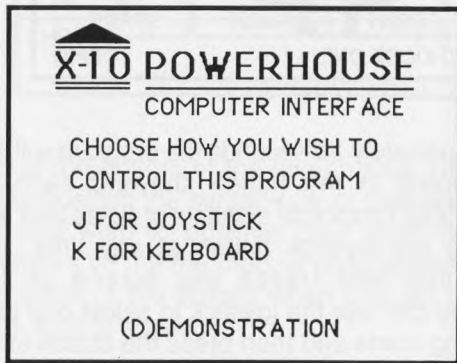 X-10 POWERHOUSE
COMPUTER INTERFACE
CHOOSE HOW YOU WISH TO
CONTROL THIS PROGRAM
J FOR JOYSTICK
K FOR KEYBOARD
(D)EMONSTRATION